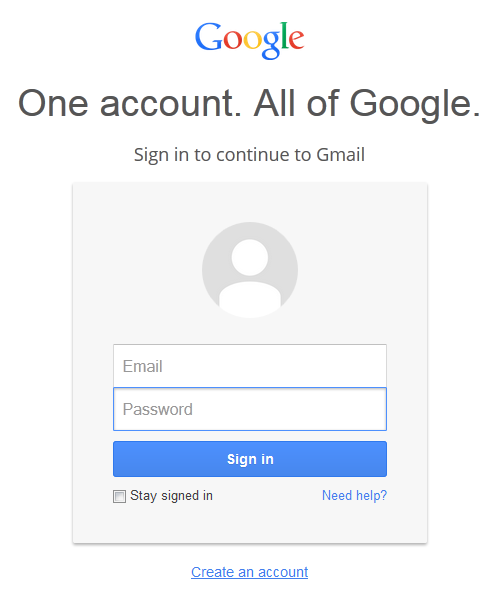 Google
One account. All of Google.
Sign in to continue to Gmail
Email
Password
Sign in
Stay signed in Need help?
Create an account